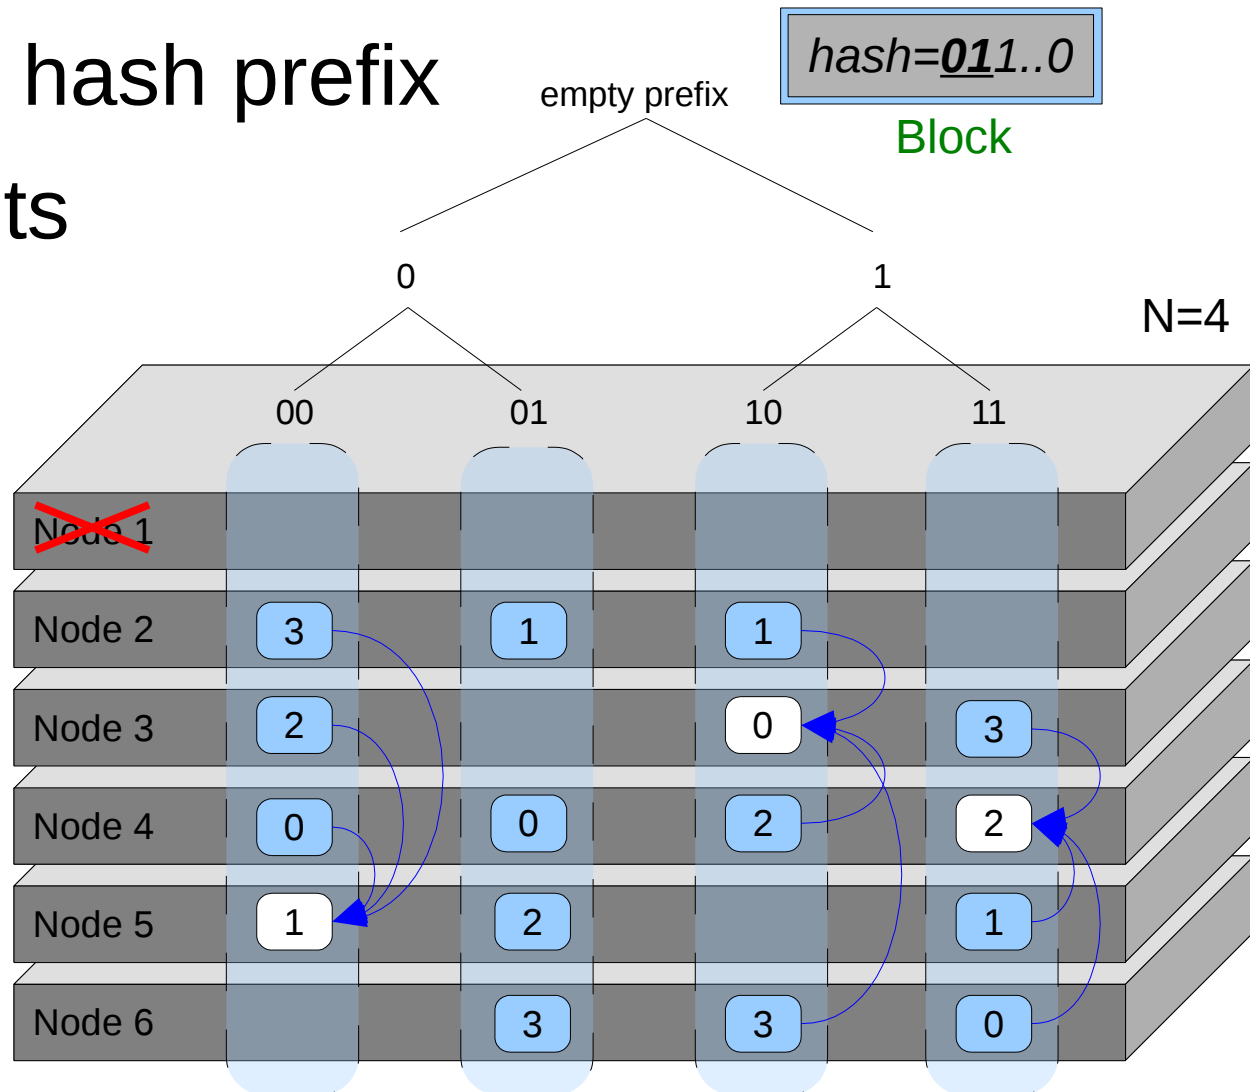 hash prefix
ts
hash=011..0
Block
empty prefix
0 1
N=4
00 01 10 11
Node 1
Node 2 3 1 1
Node 3 2 0 3
Node 4 0 0 2 2
Node 5 1 2 1
Node 6 3 3 0